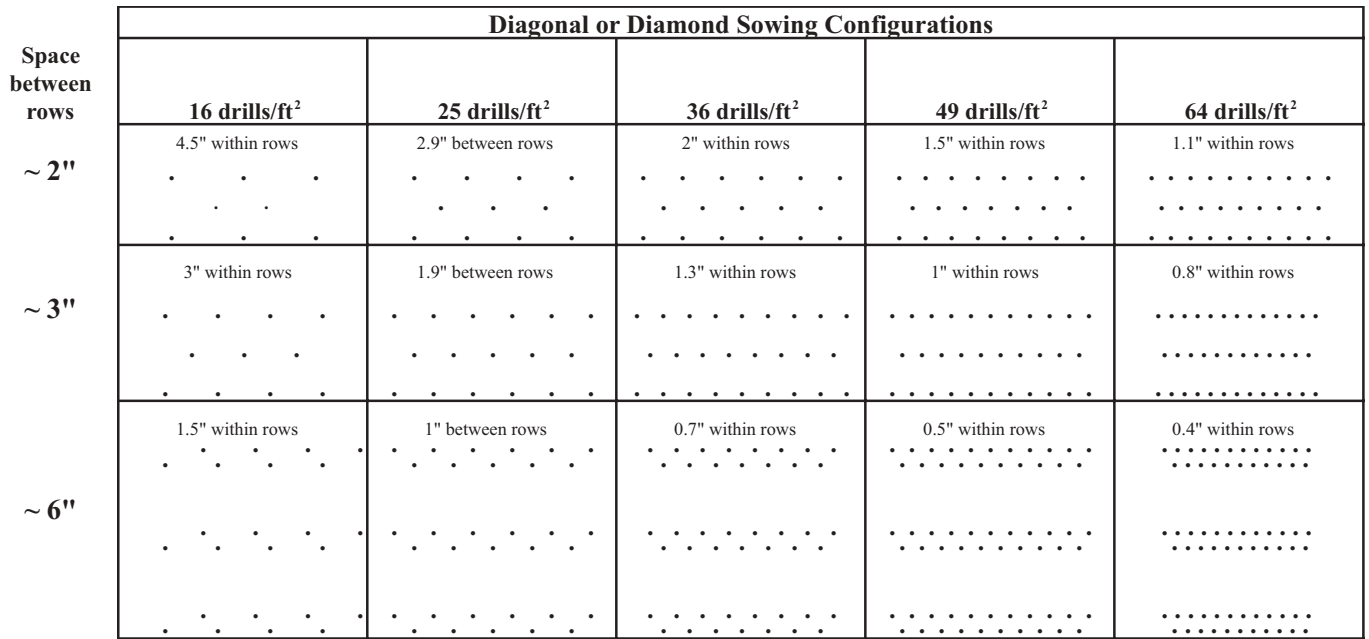 Diagonal or Diamond Sowing Configurations
Space
between
rows
16 drills/ft²
25 drills/ft²
36 drills/ft²
49 drills/ft²
64 drills/ft²
~ 2"
4.5" within rows
2.9" between rows
2" within rows
1.5" within rows
1.1" within rows
~ 3"
3" within rows
1.9" between rows
1.3" within rows
1" within rows
0.8" within rows
~ 6"
1.5" within rows
1" between rows
0.7" within rows
0.5" within rows
0.4" within rows